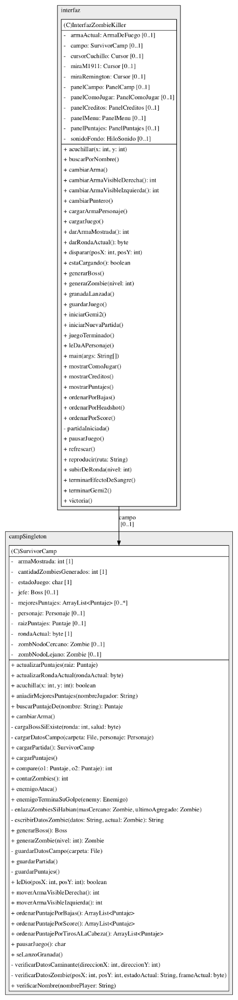 interfaz
(C)InterfazZombieKiller
- armaActual: ArmaDeFuego [0..1]
- campo: SurvivorCamp [0..1]
- cursorCuchillo: Cursor [0..1]
- miraM1911: Cursor [0..1]
- miraRemington: Cursor [0..1]
- panelCampo: PanelCamp [0..1]
- panelComoJugar: PanelComoJugar [0..1]
- panelCreditos: PanelCreditos [0..1]
- panelMenu: PanelMenu [0..1]
- panelPuntajes: PanelPuntajes [0..1]
- sonidoFondo: HiloSonido [0..1]
+ acuchillar(x: int, y: int)
+ buscarPorNombre()
+ cambiarArma()
+ cambiarArmaVisibleDerecha(): int
+ cambiarArmaVisibleIzquierda(): int
+ cambiarPuntero()
+ cargarArmaPersonaje()
+ cargarJuego()
+ darArmaMostrada(): int
+ darRondaActual(): byte
+ disparar(posX: int, posY: int)
+ estaCargando(): boolean
+ generarBoss()
+ generarZombie(nivel: int)
+ granadaLanzada()
+ guardarJuego()
+ iniciarGemi2()
+ iniciarNuevaPartida()
+ juegoTerminado()
+ leDaAPersonaje()
+ main(args: String[])
+ mostrarComoJugar()
+ mostrarCreditos()
+ mostrarPuntajes()
+ ordenarPorBajas()
+ ordenarPorHeadshot()
+ ordenarPorScore()
- partidaIniciada()
+ pausarJuego()
+ refrescar()
+ reproducir(ruta: String)
+ subirDeRonda(nivel: int)
+ terminarEfectoDeSangre()
+ terminarGemi2()
+ victoria()
campo
[0..1]
campSingleton
(C)SurvivorCamp
- armaMostrada: int [1]
- cantidadZombiesGenerados: int [1]
- estadoJuego: char [1]
- jefe: Boss [0..1]
- mejoresPuntajes: ArrayList<Puntaje> [0..*]
- personaje: Personaje [0..1]
- raizPuntajes: Puntaje [0..1]
- rondaActual: byte [1]
- zombNodoCercano: Zombie [0..1]
- zombNodoLejano: Zombie [0..1]
+ actualizarPuntajes(raiz: Puntaje)
+ actualizarRondaActual(rondaActual: byte)
+ acuchilla(x: int, y: int): boolean
+ aniadirMejoresPuntajes(nombreJugador: String)
+ buscarPuntajeDe(nombre: String): Puntaje
+ cambiarArma()
- cargaBossSiExiste(ronda: int, salud: byte)
- cargarDatosCampo(carpeta: File, personaje: Personaje)
+ cargarPartida(): SurvivorCamp
+ cargarPuntajes()
+ compare(o1: Puntaje, o2: Puntaje): int
+ contarZombies(): int
+ enemigoAtaca()
+ enemigoTerminaSuGolpe(enemy: Enemigo)
- enlazaZombiesSiHabian(masCercano: Zombie, ultimoAgregado: Zombie)
- escribirDatosZombie(datos: String, actual: Zombie): String
+ generarBoss(): Boss
+ generarZombie(nivel: int): Zombie
- guardarDatosCampo(carpeta: File)
+ guardarPartida()
- guardarPuntajes()
+ leDio(posX: int, posY: int): boolean
+ moverArmaVisibleDerecha(): int
+ moverArmaVisibleIzquierda(): int
+ ordenarPuntajePorBajas(): ArrayList<Puntaje>
+ ordenarPuntajePorScore(): ArrayList<Puntaje>
+ ordenarPuntajePorTirosALaCabeza(): ArrayList<Puntaje>
+ pausarJuego(): char
+ seLanzoGranada()
- verificarDatosCaminante(direccionX: int, direccionY: int)
- verificarDatosZombie(posX: int, posY: int, estadoActual: String, frameActual: byte)
+ verificarNombre(nombrePlayer: String)